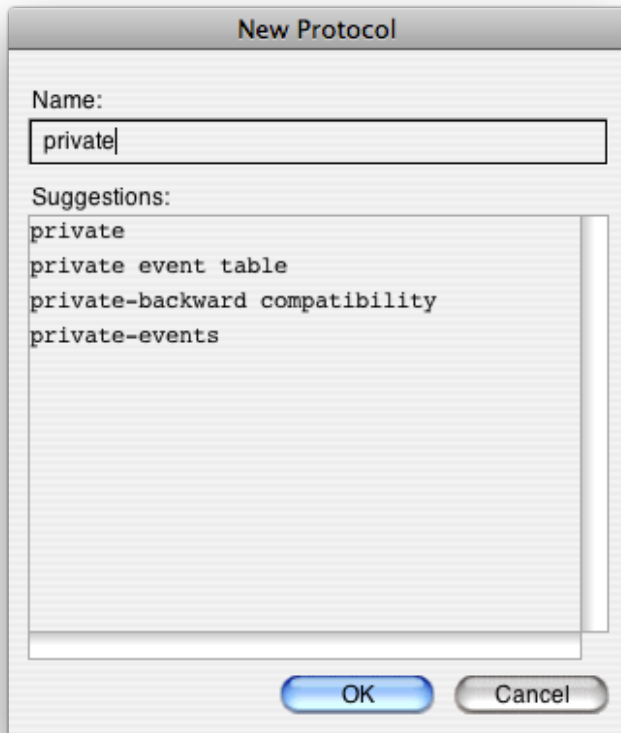 New Protocol
Name:
private
Suggestions:
private
private event table
private-backward compatibility
private-events
OK
Cancel